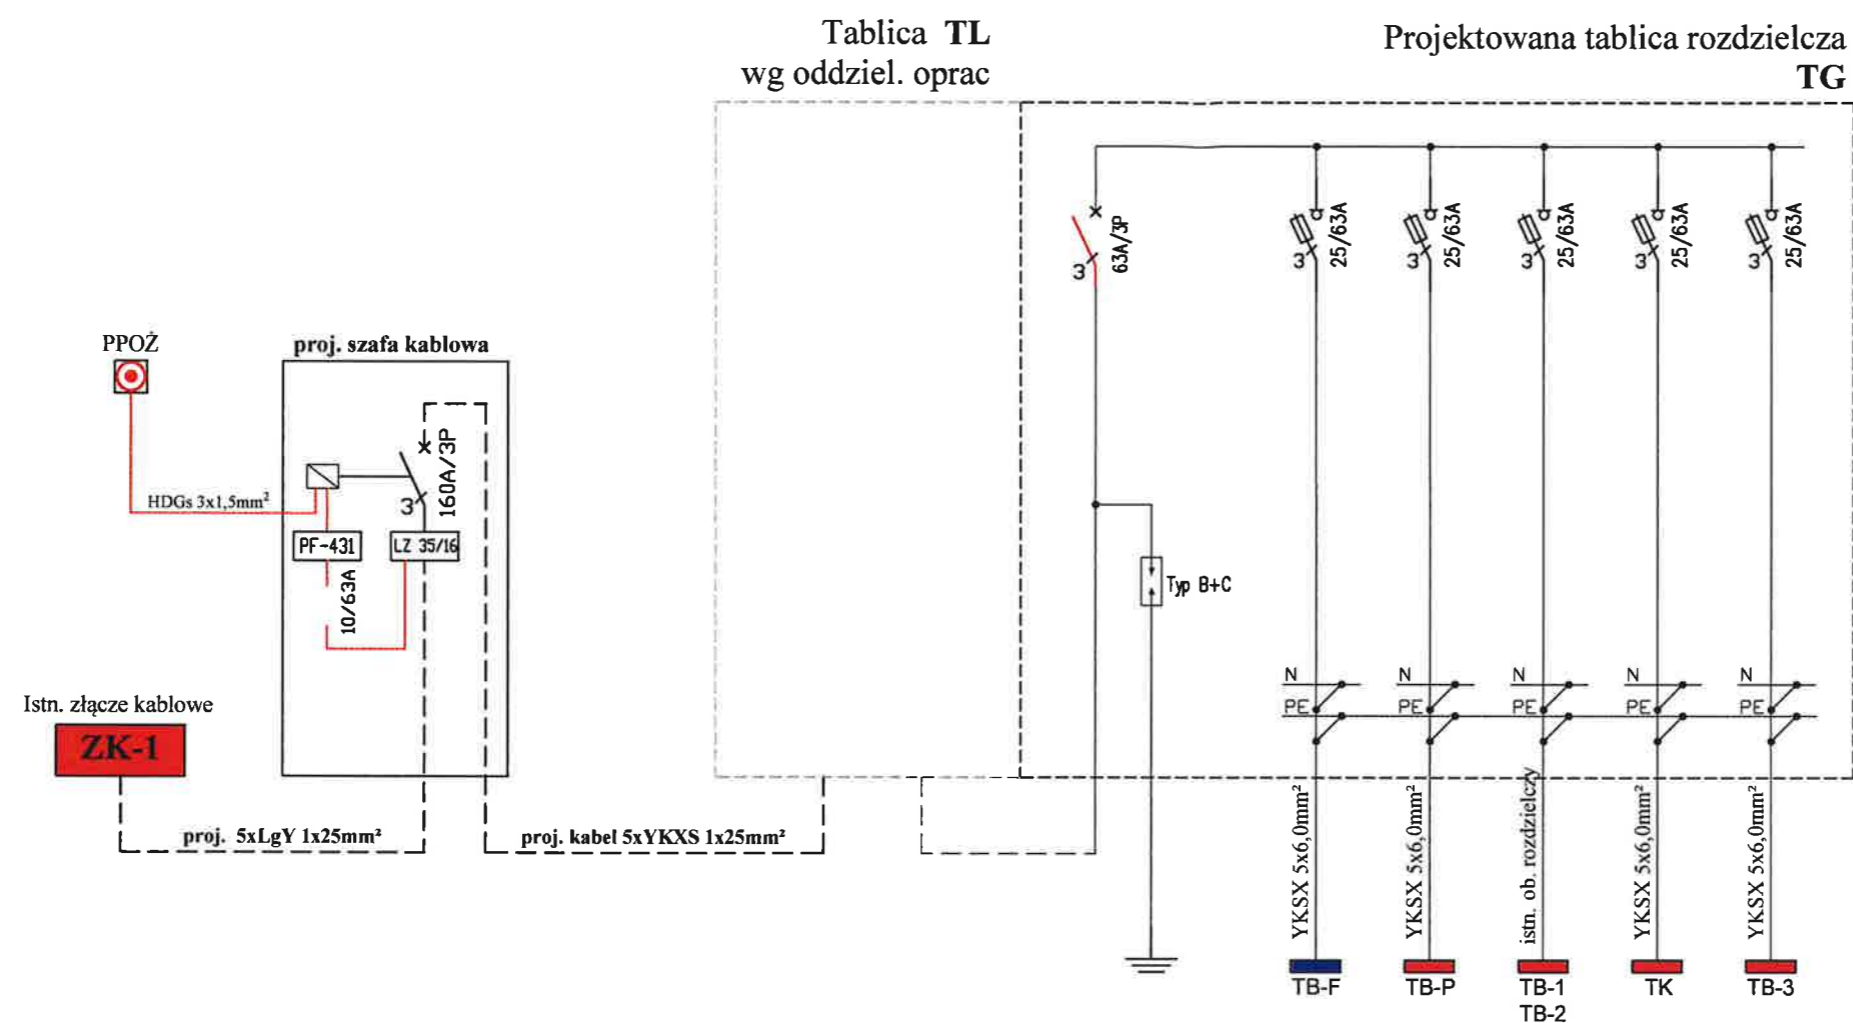 Tablica TL
wg oddziel. oprac
Projektowana tablica rozdzielcza
TG
63A/3P
3
25/63A
3
25/63A
3
25/63A
3
25/63A
3
25/63A
3
PPOŻ
proj. szafa kablowa
160A/3P
3
HDGs 3x1,5mm²
PF-431
LZ 35/16
10/63A
Typ B+C
Istn. złącze kablowe
ZK-1
proj. 5xLgY 1x25mm²
proj. kabel 5xYKXS 1x25mm²
N
N
N
N
N
PE
PE
PE
PE
PE
YKSX 5x6,0mm²
YKSX 5x6,0mm²
istn. ob. rozdzielczy
YKSX 5x6,0mm²
YKSX 5x6,0mm²
TB-F
TB-P
TB-1
TB-2
TK
TB-3